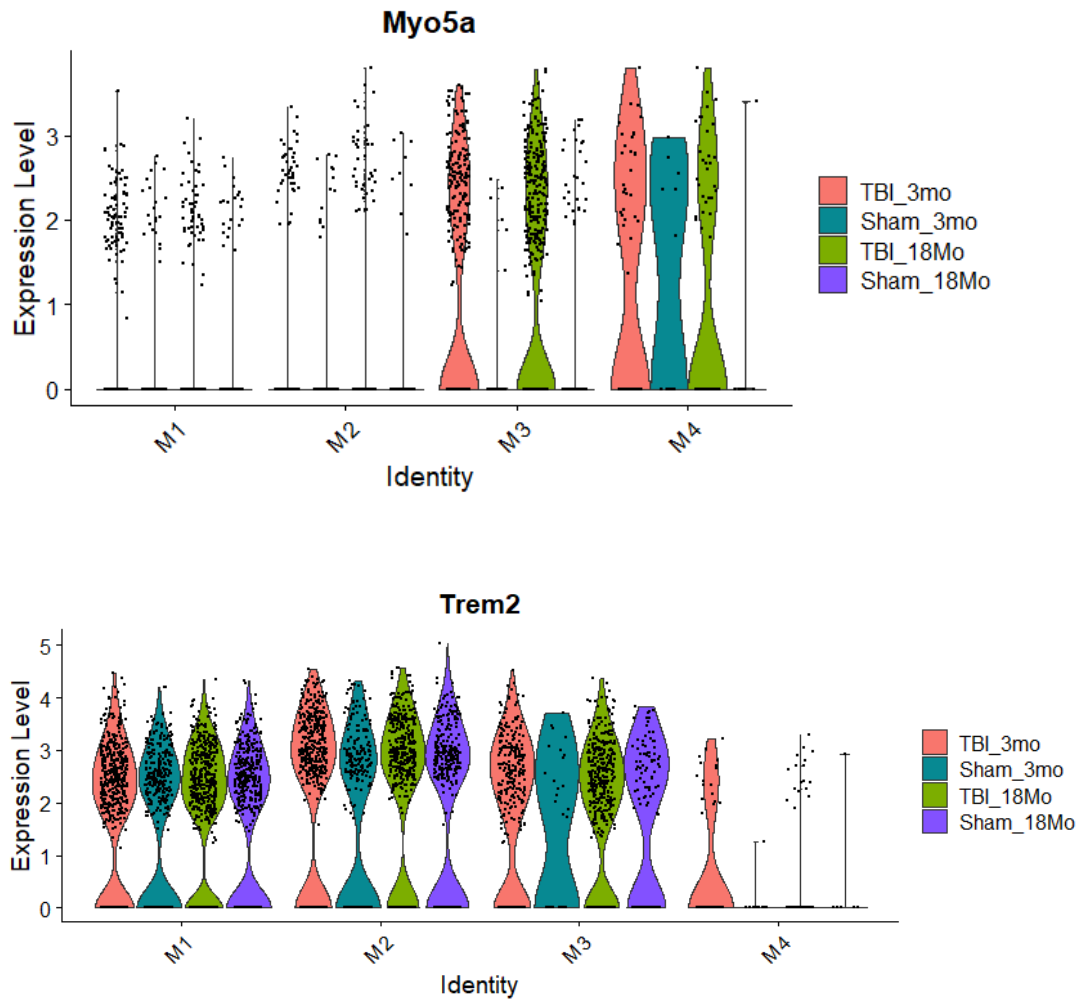 Myo5a
Expression Level
3
2
1
0
M1 M2 M3 M4
Identity
TBI_3mo
Sham_3mo
TBI_18Mo
Sham_18Mo
Trem2
Expression Level
5
4
3
2
1
0
M1 M2 M3 M4
Identity
TBI_3mo
Sham_3mo
TBI_18Mo
Sham_18Mo